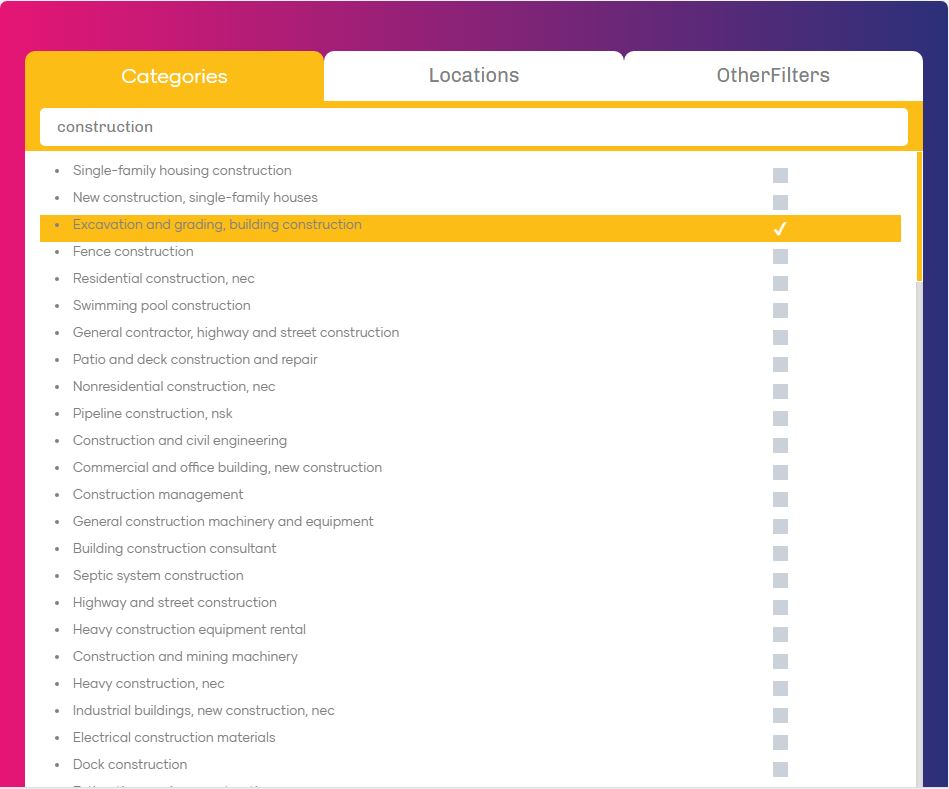 Categories
Locations
OtherFilters
construction
Single-family housing construction
New construction, single-family houses
Excavation and grading, building construction
Fence construction
Residential construction, nec
Swimming pool construction
General contractor, highway and street construction
Patio and deck construction and repair
Nonresidential construction, nec
Pipeline construction, nsk
Construction and civil engineering
Commercial and office building, new construction
Construction management
General construction machinery and equipment
Building construction consultant
Septic system construction
Highway and street construction
Heavy construction equipment rental
Construction and mining machinery
Heavy construction, nec
Industrial buildings, new construction, nec
Electrical construction materials
Dock construction